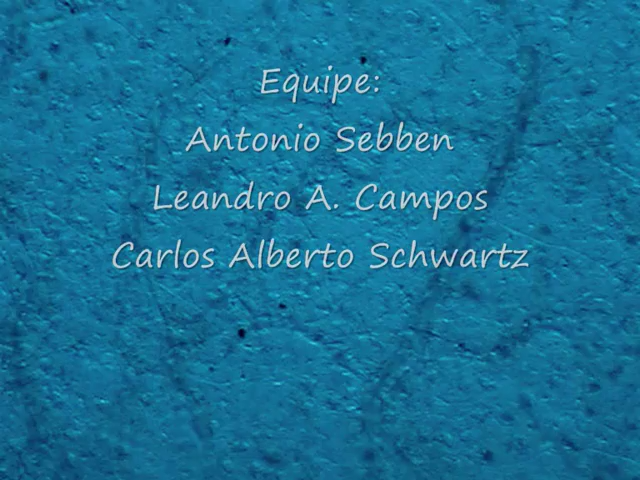 Equipe:
Antonio Sebben
Leandro A. Campos
Carlos Alberto Schwartz